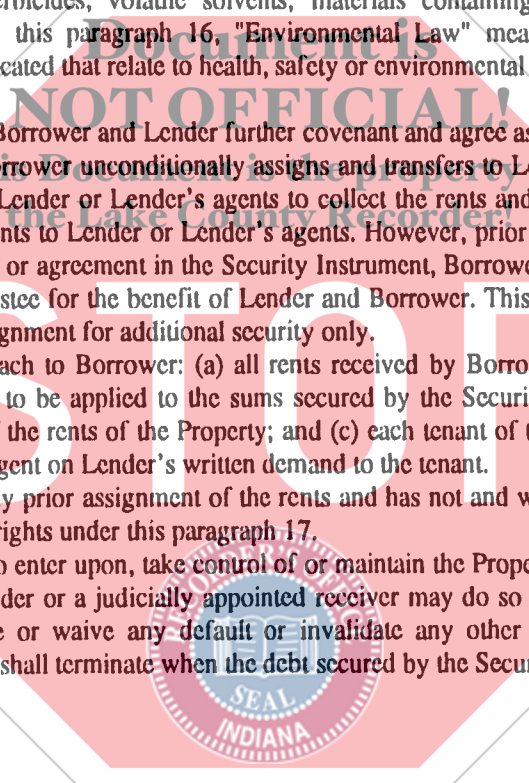 erbicides, volatile solvents, materials containing
this paragraph 16, "Environmental Law" mea
cated that relate to health, safety or environmental
Document is
NOT OFFICIAL!
Borrower and Lender further covenant and agree as
rrower unconditionally assigns and transfers to L
is Document is the property
Lender or Lender's agents to collect the rents and
the Lake County Recorder!
nts to Lender or Lender's agents. However, prior
or agreement in the Security Instrument, Borrowe
stee for the benefit of Lender and Borrower. This
gnment for additional security only.
STOP
ach to Borrower: (a) all rents received by Borro
to be applied to the sums secured by the Securi
f the rents of the Property; and (c) each tenant of t
gent on Lender's written demand to the tenant.
y prior assignment of the rents and has not and w
rights under this paragraph 17.
o enter upon, take control of or maintain the Prope
der or a judicially appointed receiver may do so
e or waive any default or invalidate any other
shall terminate when the debt secured by the Secur
RECORDER'S OFFICE
SEAL
INDIANA